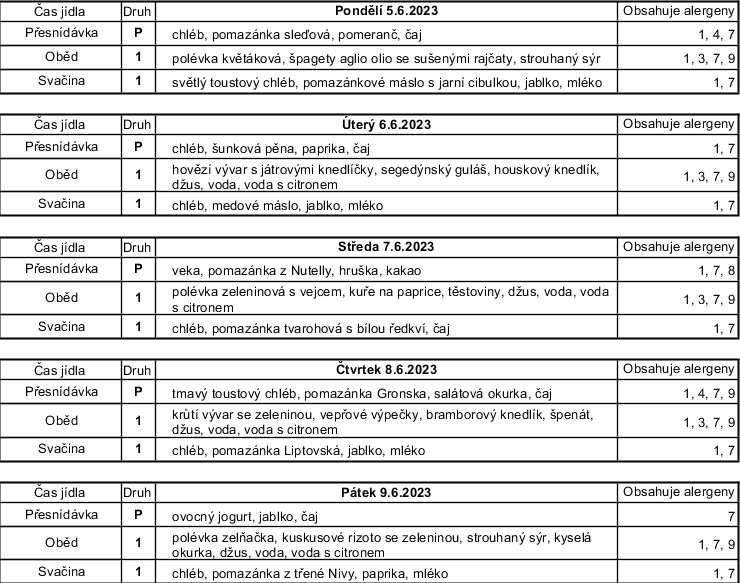 Čas jídla Druh Pondělí 5.6.2023 Obsahuje alergeny
Přesnídávka P chléb, pomazánka sleďová, pomeranč, čaj 1, 4, 7
Oběd 1 polévka květáková, špagety aglio olio se sušenými rajčaty, strouhaný sýr 1, 3, 7, 9
Svačina 1 světlý toustový chléb, pomazánkové máslo s jarní cibulkou, jablko, mléko 1, 7
Čas jídla Druh Úterý 6.6.2023 Obsahuje alergeny
Přesnídávka P chléb, šunková pěna, paprika, čaj 1, 7
Oběd 1 hovězí vývar s játrovými knedlíčky, segedýnský guláš, houskový knedlík,
džus, voda, voda s citronem 1, 3, 7, 9
Svačina 1 chléb, medové máslo, jablko, mléko 1, 7
Čas jídla Druh Středa 7.6.2023 Obsahuje alergeny
Přesnídávka P veka, pomazánka z Nutelly, hruška, kakao 1, 7, 8
Oběd 1 polévka zeleninová s vejcem, kuře na paprice, těstoviny, džus, voda, voda
s citronem 1, 3, 7, 9
Svačina 1 chléb, pomazánka tvarohová s bílou ředkví, čaj 1, 7
Čas jídla Druh Čtvrtek 8.6.2023 Obsahuje alergeny
Přesnídávka P tmavý toustový chléb, pomazánka Gronska, salátová okurka, čaj 1, 4, 7, 9
Oběd 1 krůtí vývar se zeleninou, vepřové výpečky, bramborový knedlík, špenát,
džus, voda, voda s citronem 1, 3, 7, 9
Svačina 1 chléb, pomazánka Liptovská, jablko, mléko 1, 7
Čas jídla Druh Pátek 9.6.2023 Obsahuje alergeny
Přesnídávka P ovocný jogurt, jablko, čaj 7
Oběd 1 polévka zelňačka, kuskusové rizoto se zeleninou, strouhaný sýr, kyselá
okurka, džus, voda, voda s citronem 1, 7, 9
Svačina 1 chléb, pomazánka z třené Nivy, paprika, mléko 1, 7